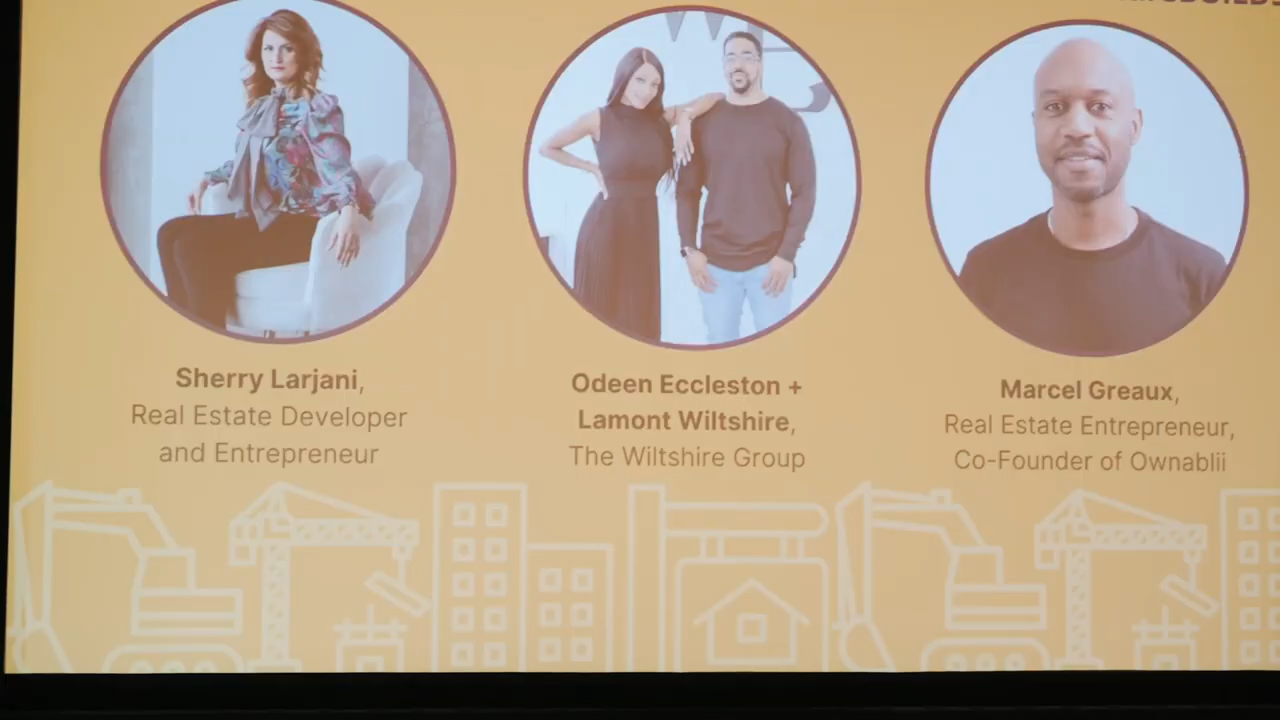 Sherry Larjani,
Real Estate Developer
and Entrepreneur
Odeen Eccleston +
Lamont Wiltshire,
The Wiltshire Group
Marcel Greaux,
Real Estate Entrepreneur,
Co-Founder of Ownablii